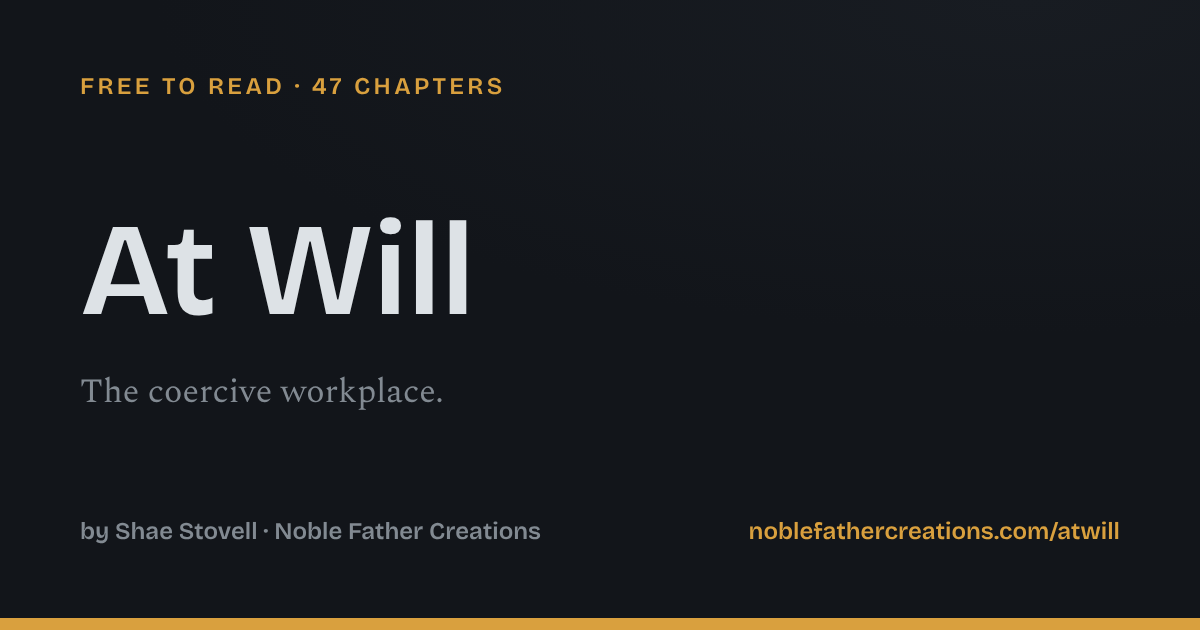 FREE TO READ · 47 CHAPTERS
At Will
The coercive workplace.
by Shae Stovell · Noble Father Creations
noblefathercreations.com/atwill